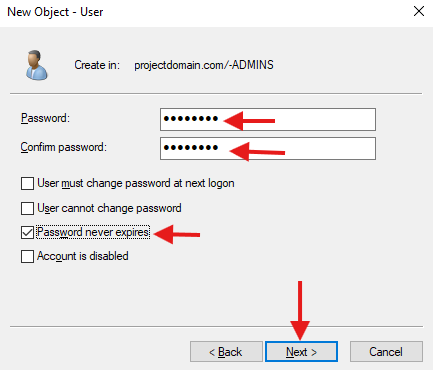 New Object - User
Create in: projectdomain.com/-ADMINS
Password: ••••••••
Confirm password: ••••••••
User must change password at next logon
User cannot change password
Password never expires
Account is disabled
< Back Next > Cancel